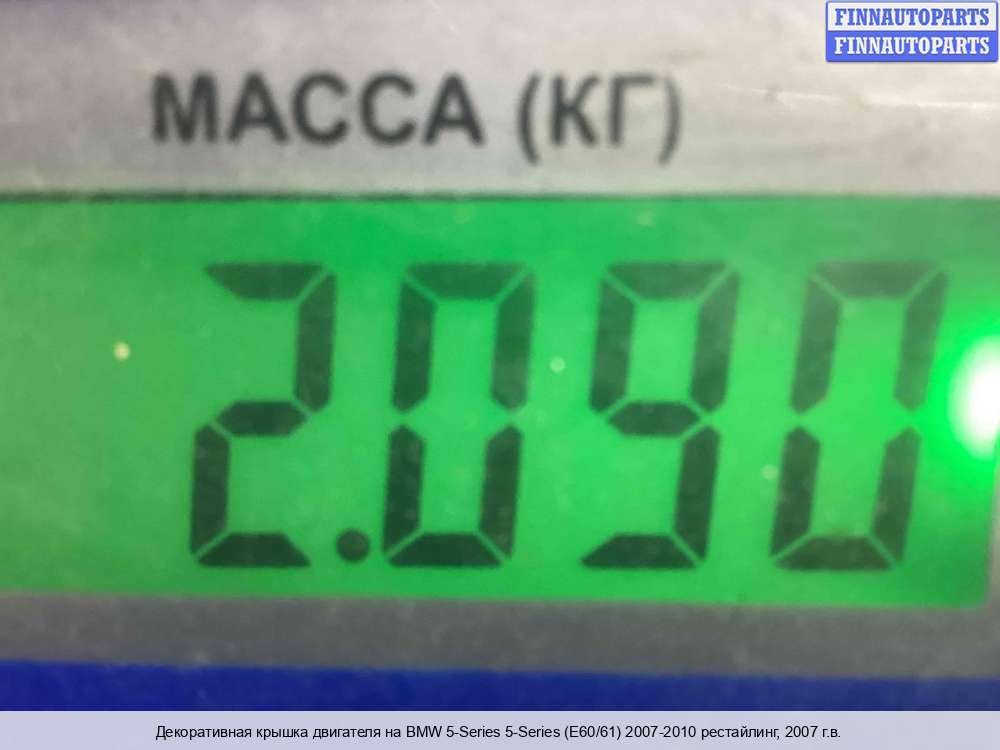 FINNAUTOPARTS
FINNAUTOPARTS
МАССА (КГ)
2.090
Декоративная крышка двигателя на BMW 5-Series 5-Series (E60/61) 2007-2010 рестайлинг, 2007 г.в.